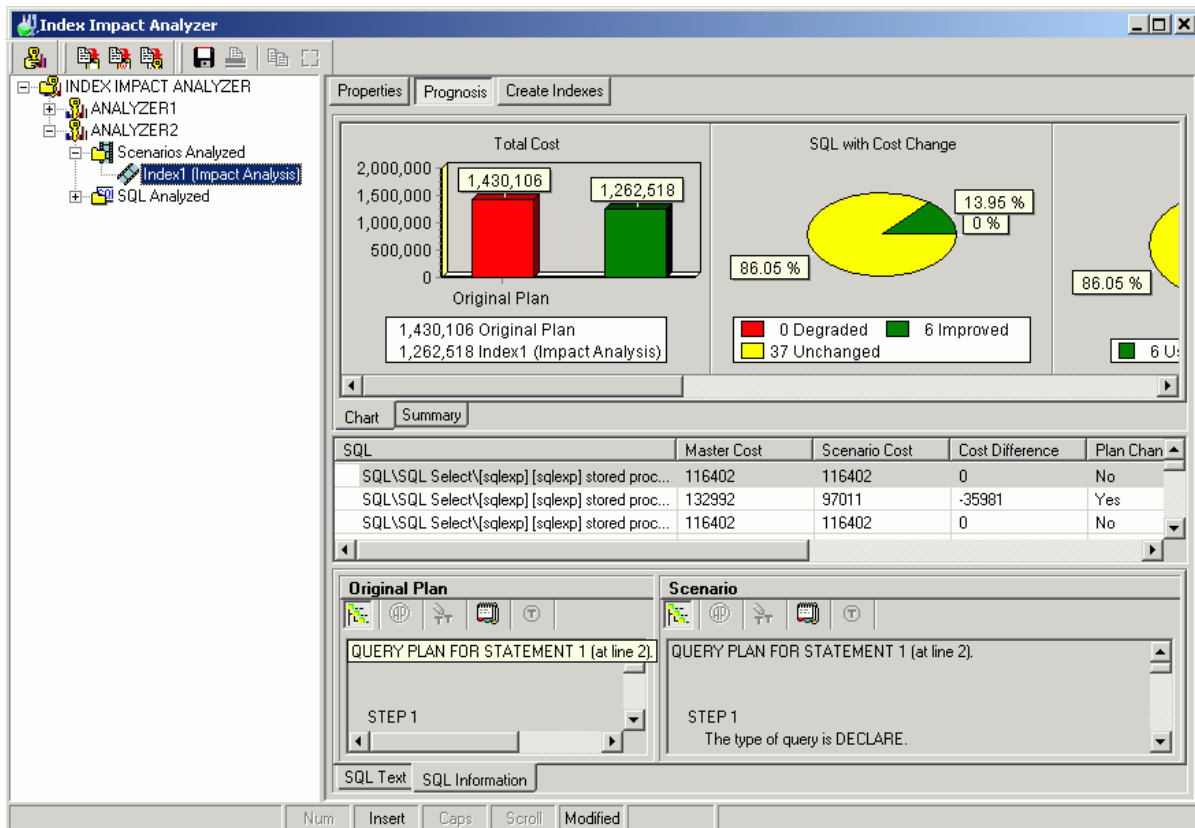 Index Impact Analyzer
INDEX IMPACT ANALYZER
ANALYZER1
ANALYZER2
Scenarios Analyzed
Index1 (Impact Analysis)
SQL Analyzed
Properties Prognosis Create Indexes
Total Cost
2,000,000
1,500,000
1,000,000
500,000
0
1,430,106
1,262,518
Original Plan
1,430,106 Original Plan
1,262,518 Index1 (Impact Analysis)
SQL with Cost Change
13.95 %
0 %
86.05 %
0 Degraded 6 Improved
37 Unchanged
86.05 %
6 Us
Chart Summary
SQL Master Cost Scenario Cost Cost Difference Plan Chan
SQL\SQL Select\[sqlexp] [sqlexp] stored proc... 116402 116402 0 No
SQL\SQL Select\[sqlexp] [sqlexp] stored proc... 132992 97011 -35981 Yes
SQL\SQL Select\[sqlexp] [sqlexp] stored proc... 116402 116402 0 No
Original Plan
QUERY PLAN FOR STATEMENT 1 (at line 2).
STEP 1
Scenario
QUERY PLAN FOR STATEMENT 1 (at line 2).
STEP 1
The type of query is DECLARE.
SQL Text SQL Information
Num Insert Caps Scroll Modified